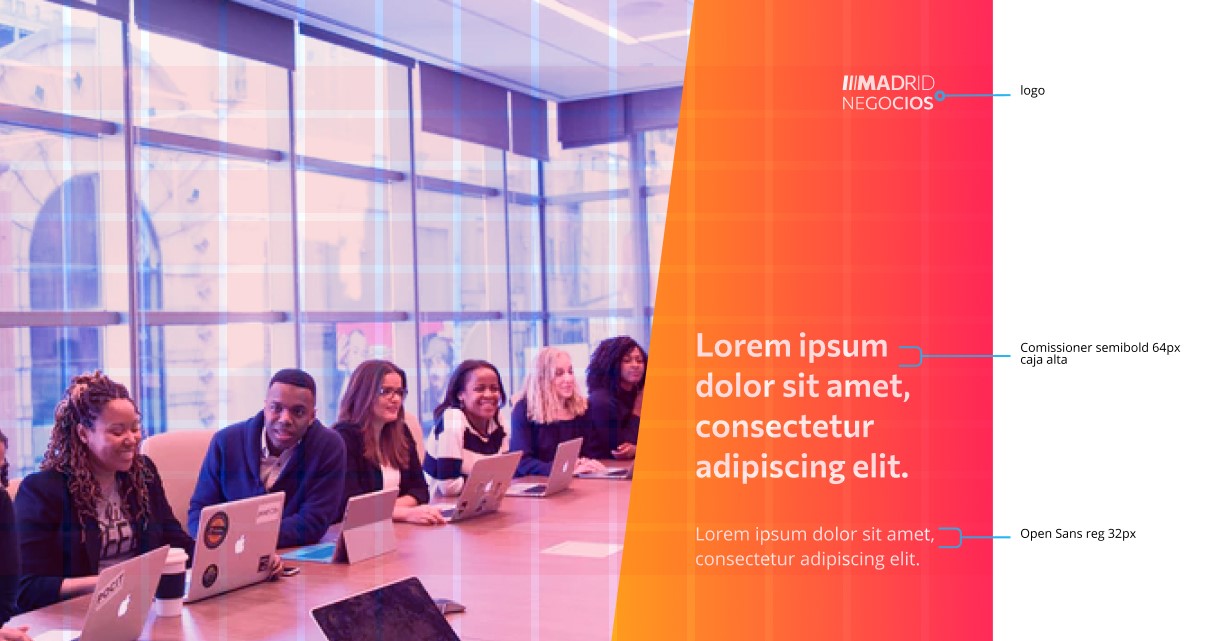 MADRID
NEGOCIOS
logo
Lorem ipsum
dolor sit amet,
consectetur
adipiscing elit.
Comissioner semibold 64px
caja alta
Lorem ipsum dolor sit amet,
consectetur adipiscing elit.
Open Sans reg 32px